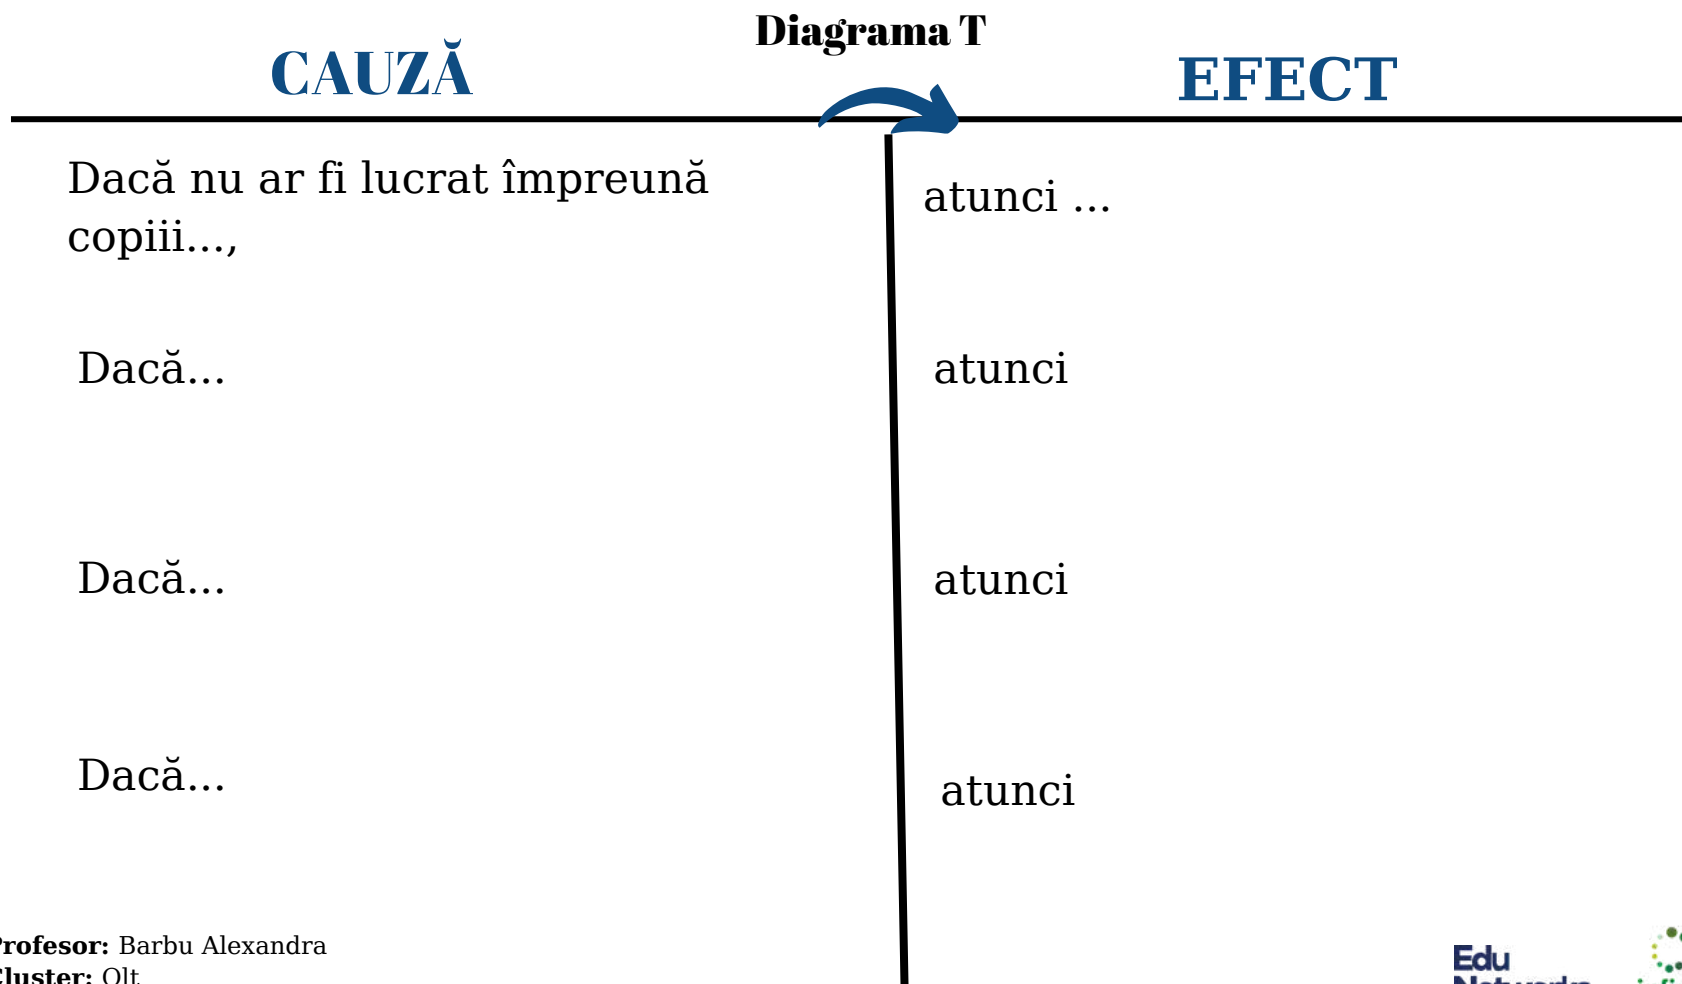 Diagrama T
CAUZĂ
EFECT
Dacă nu ar fi lucrat împreună
copiii...,
atunci ...
Dacă...
atunci
Dacă...
atunci
Dacă...
atunci
Profesor: Barbu Alexandra
Cluster: Olt
Edu
Networks